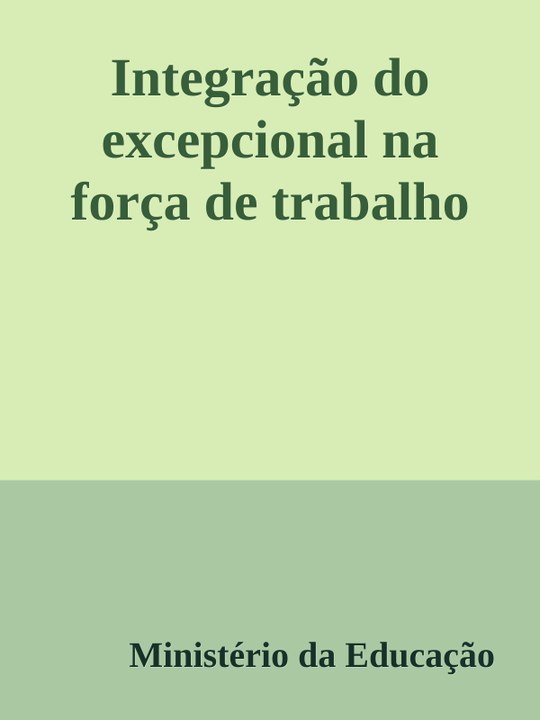 Integração do
excepcional na
força de trabalho
Ministério da Educação